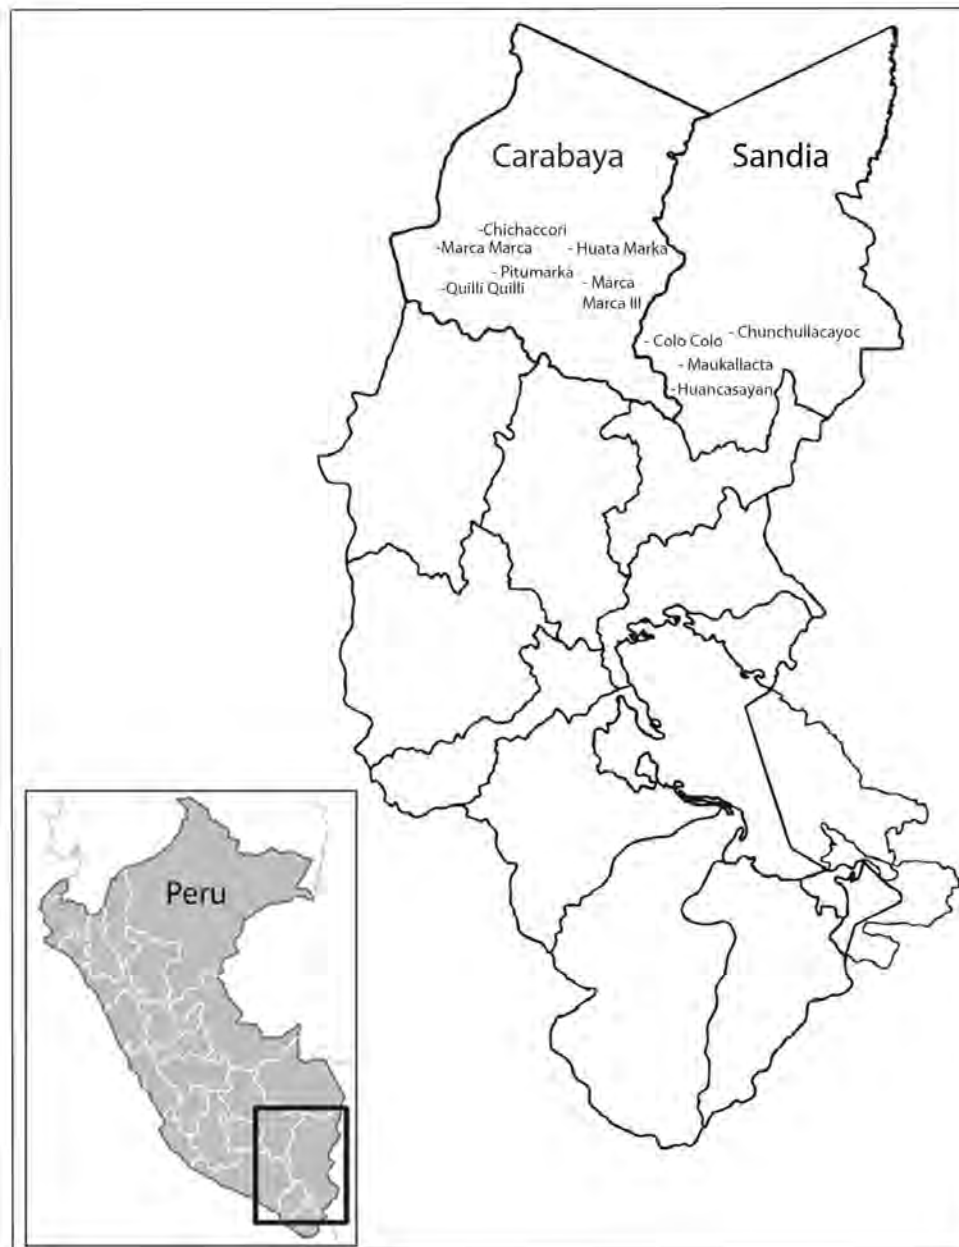 Carabaya
Sandia
-Chichaccori
-Marca Marca
- Huata Marka
- Pitumarka
-Quilli Quilli
- Marca
Marca III
- Colo Colo
- Chunchullacayoc
- Maukallacta
-Huancasayan
Peru